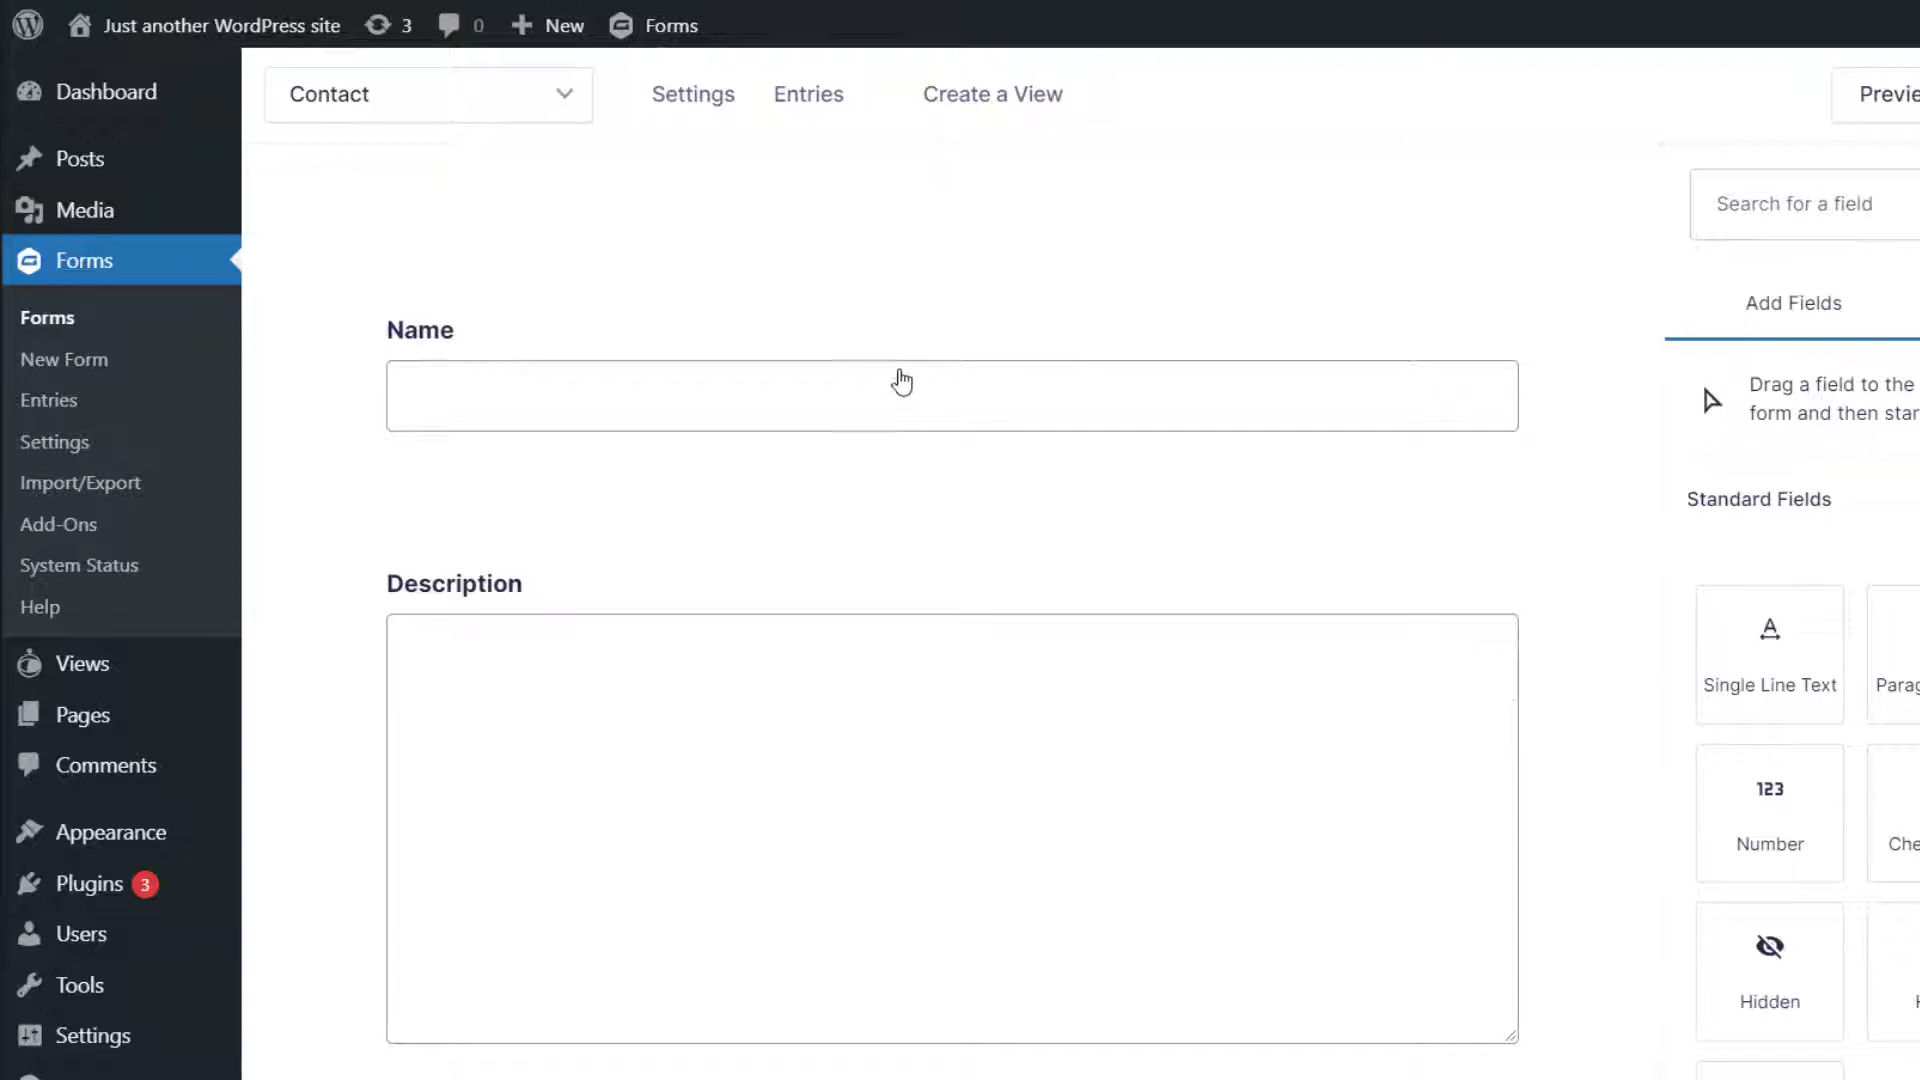 Just another WordPress site 3 0 New Forms
Dashboard
Posts
Media
Forms
Forms
New Form
Entries
Settings
Import/Export
Add-Ons
System Status
Help
Views
Pages
Comments
Appearance
Plugins 3
Users
Tools
Settings
Contact Settings Entries Create a View Previe
Name
Description
Search for a field
Add Fields
Drag a field to the
form and then star
Standard Fields
Single Line Text Parag
123
Number Che
Hidden